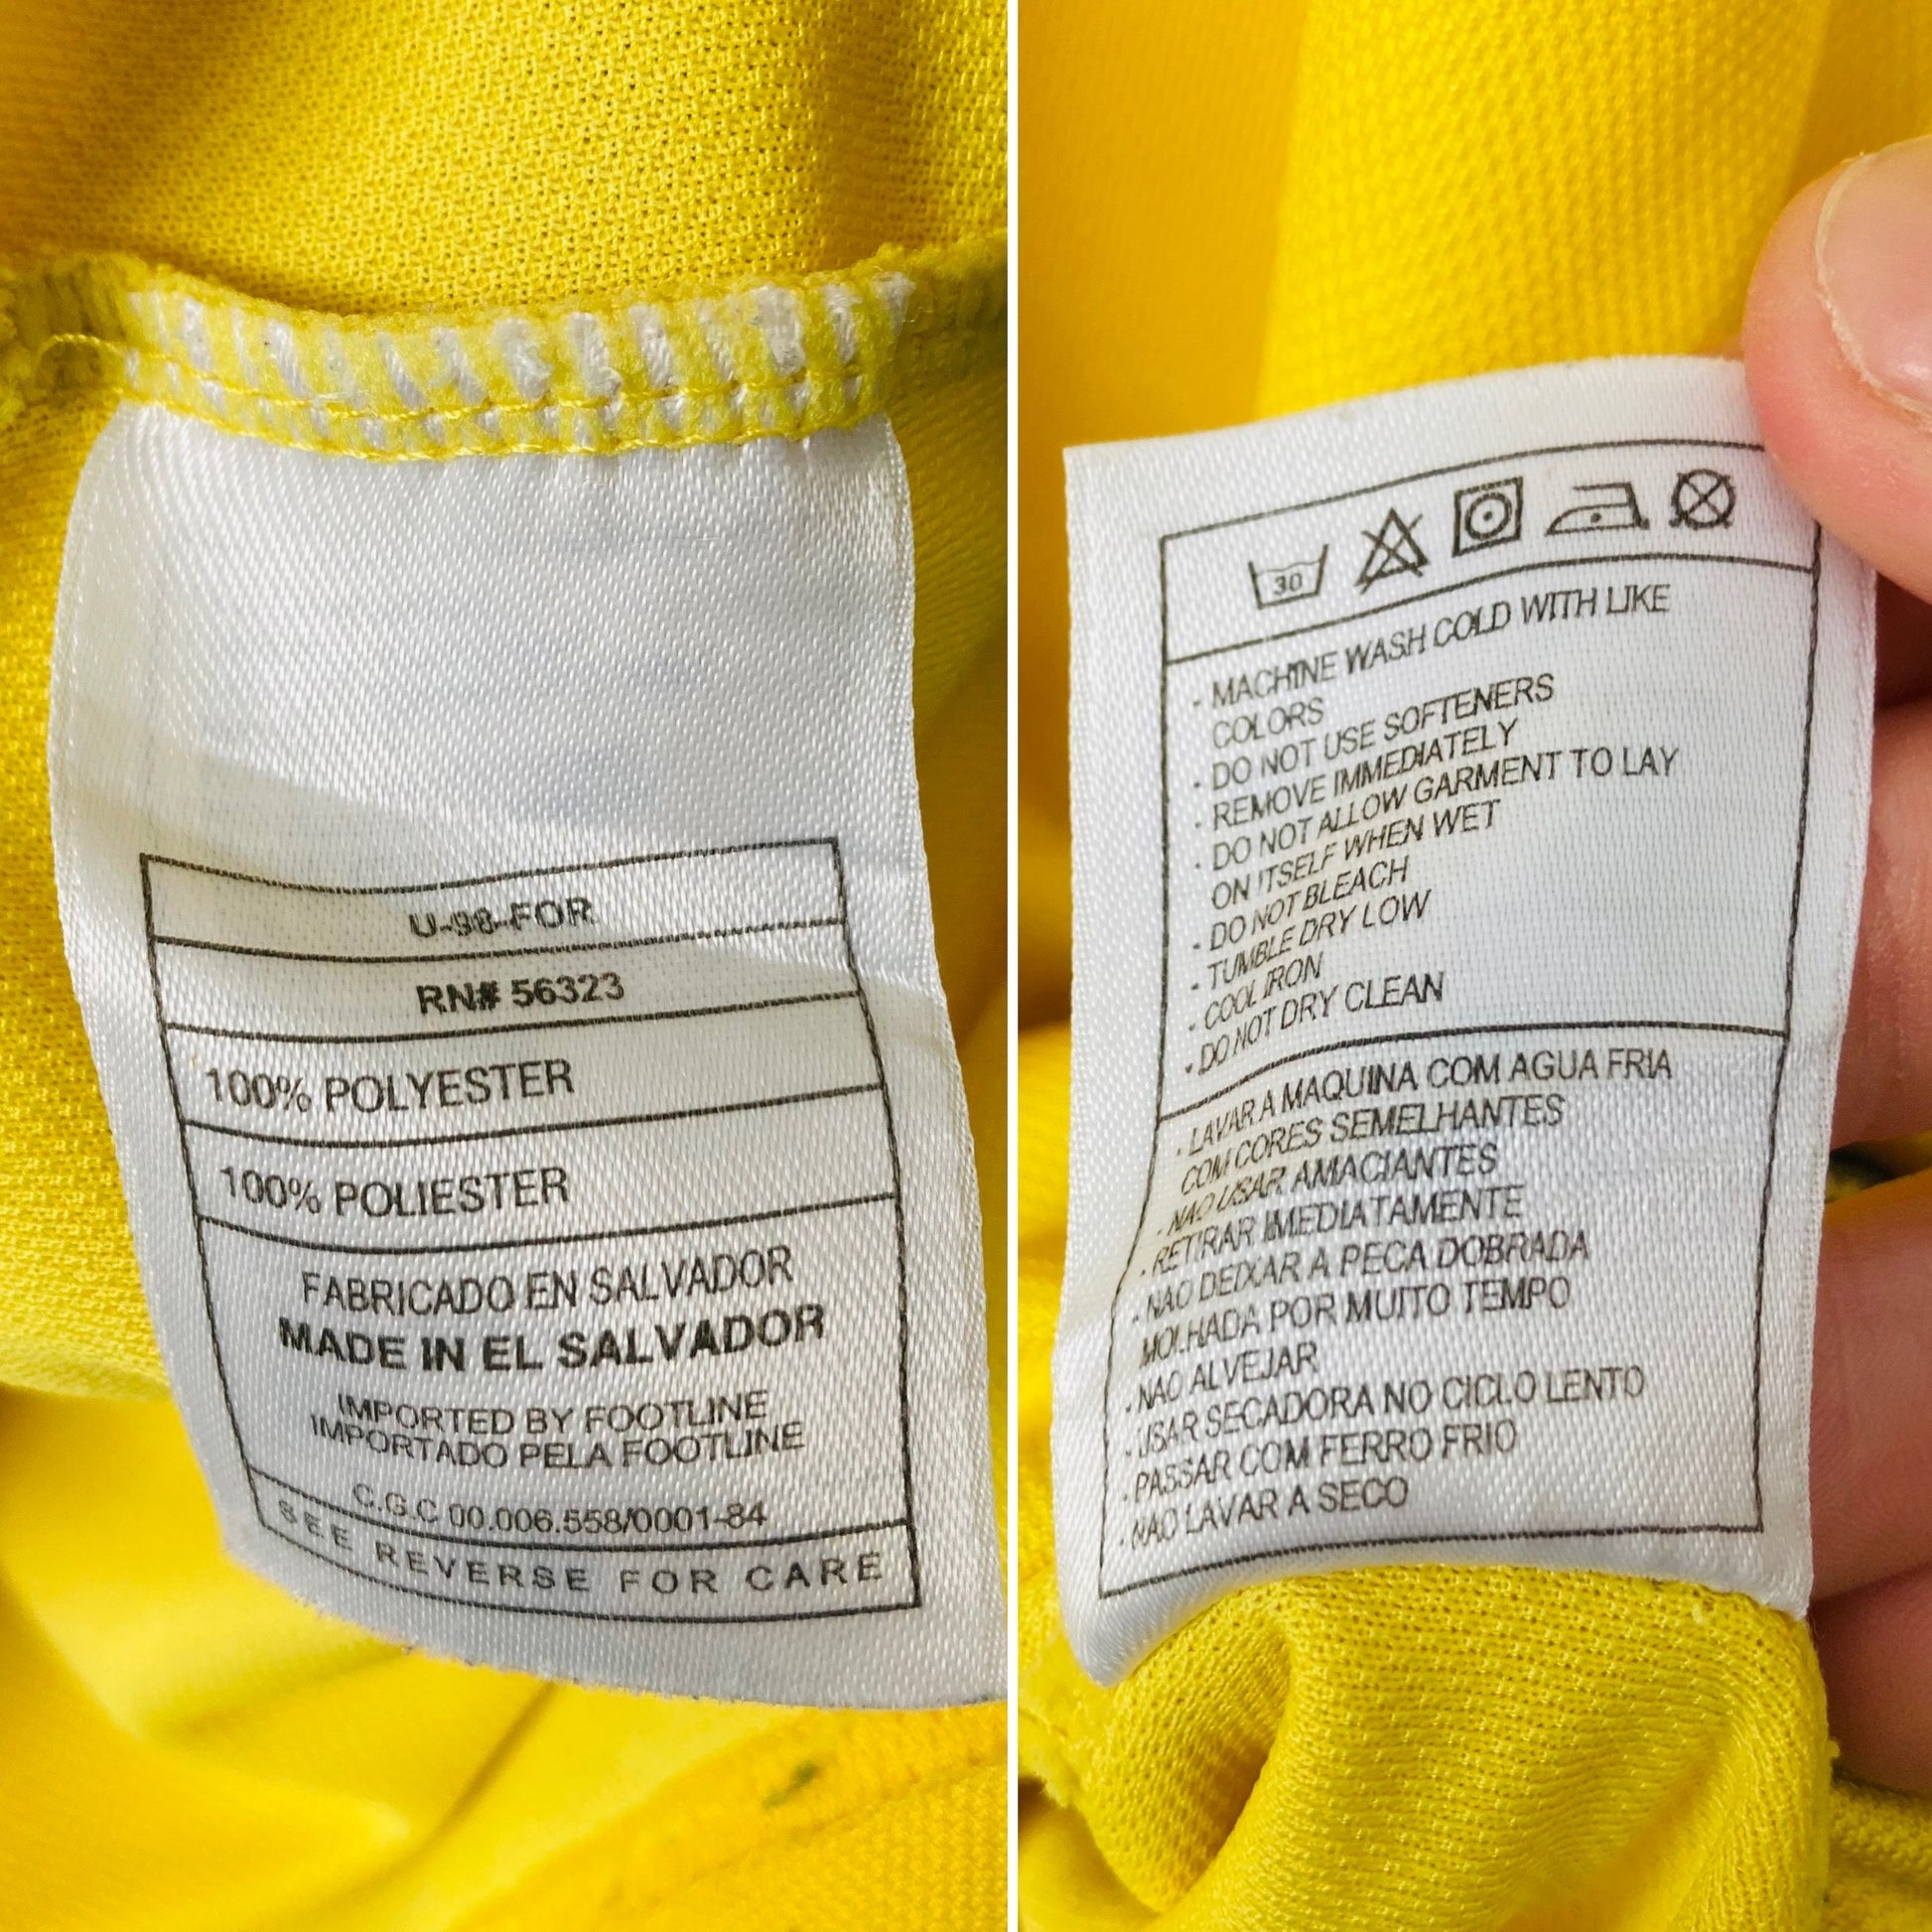 U-98-FOR
RN# 56323
100% POLYESTER
100% POLIESTER
FABRICADO EN SALVADOR
MADE IN EL SALVADOR
IMPORTED BY FOOTLINE
IMPORTADO PELA FOOTLINE
C.G.C 00.006.558/0001-84
SEE REVERSE FOR CARE
30
- MACHINE WASH COLD WITH LIKE
COLORS
- DO NOT USE SOFTENERS
- REMOVE IMMEDIATELY
- DO NOT ALLOW GARMENT TO LAY
ON ITSELF WHEN WET
- DO NOT BLEACH
- TUMBLE DRY LOW
- COOL IRON
- DO NOT DRY CLEAN
- LAVAR A MAQUINA COM AGUA FRIA
COM CORES SEMELHANTES
- NAO USAR AMACIANTES
- RETIRAR IMEDIATAMENTE
- NAO DEIXAR A PECA DOBRADA
MOLHADA POR MUITO TEMPO
- NAO ALVEJAR
- USAR SECADORA NO CICLO LENTO
- PASSAR COM FERRO FRIO
- NAO LAVAR A SECO